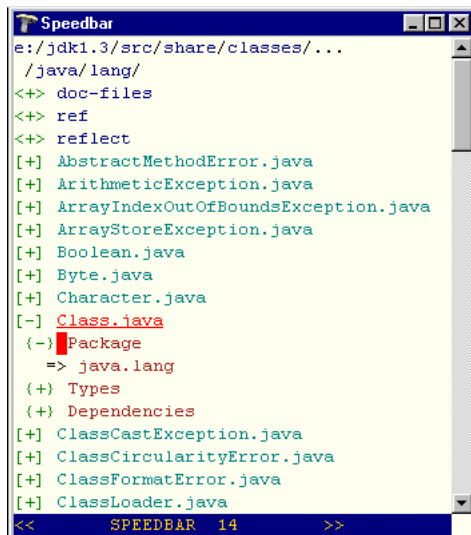 Speedbar
e:/jdk1.3/src/share/classes/...
/java/lang/
<+> doc-files
<+> ref
<+> reflect
[+] AbstractMethodError.java
[+] ArithmeticException.java
[+] ArrayIndexOutOfBoundsException.java
[+] ArrayStoreException.java
[+] Boolean.java
[+] Byte.java
[+] Character.java
[-] Class.java
{-} Package
=> java.lang
{+} Types
{+} Dependencies
[+] ClassCastException.java
[+] ClassCircularityError.java
[+] ClassFormatError.java
[+] ClassLoader.java
<< SPEEDBAR 14 >>